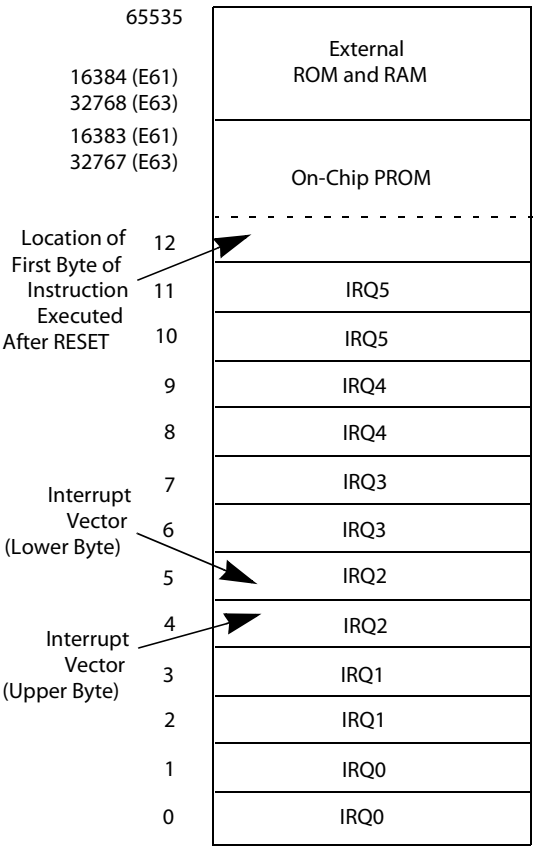 65535
External
ROM and RAM
16384 (E61)
32768 (E63)
16383 (E61)
32767 (E63)
On-Chip PROM
Location of
First Byte of
Instruction
Executed
After RESET
12
11 IRQ5
10 IRQ5
9 IRQ4
8 IRQ4
7 IRQ3
Interrupt
Vector
(Lower Byte)
6 IRQ3
5 IRQ2
4 IRQ2
Interrupt
Vector
(Upper Byte)
3 IRQ1
2 IRQ1
1 IRQ0
0 IRQ0